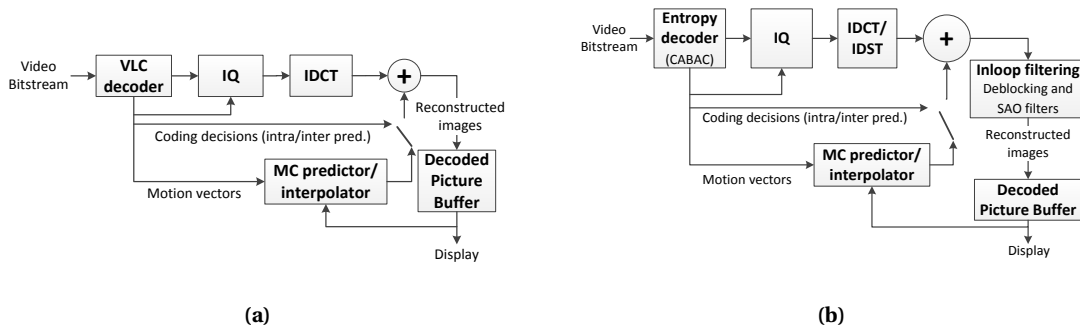 Video
Bitstream
VLC
decoder
IQ
IDCT
+
Reconstructed
images
Coding decisions (intra/inter pred.)
MC predictor/
interpolator
Motion vectors
Decoded
Picture
Buffer
Display
(a)
Video
Bitstream
Entropy
decoder
(CABAC)
IQ
IDCT/
IDST
+
Inloop filtering
Deblocking and
SAO filters
Coding decisions (intra/inter pred.)
Reconstructed
images
MC predictor/
interpolator
Motion vectors
Decoded
Picture Buffer
Display
(b)